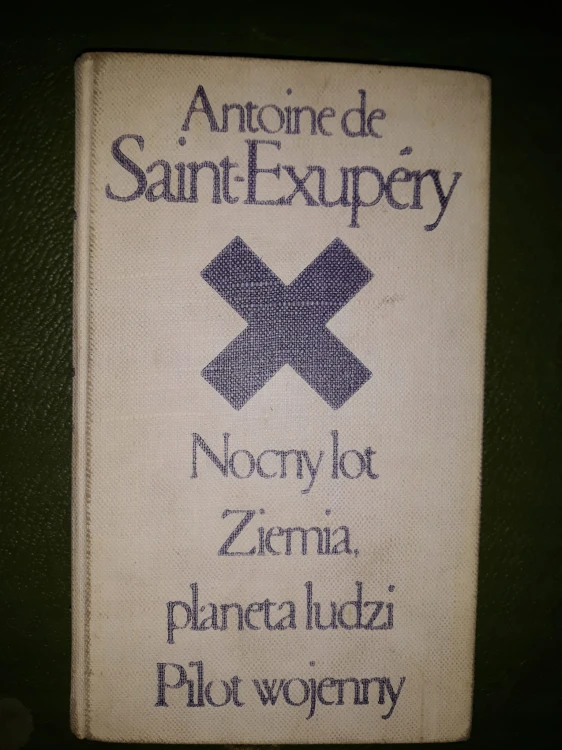 Antoine de
Saint-Exupéry
Nocny lot
Ziemia,
planeta ludzi
Pilot wojenny